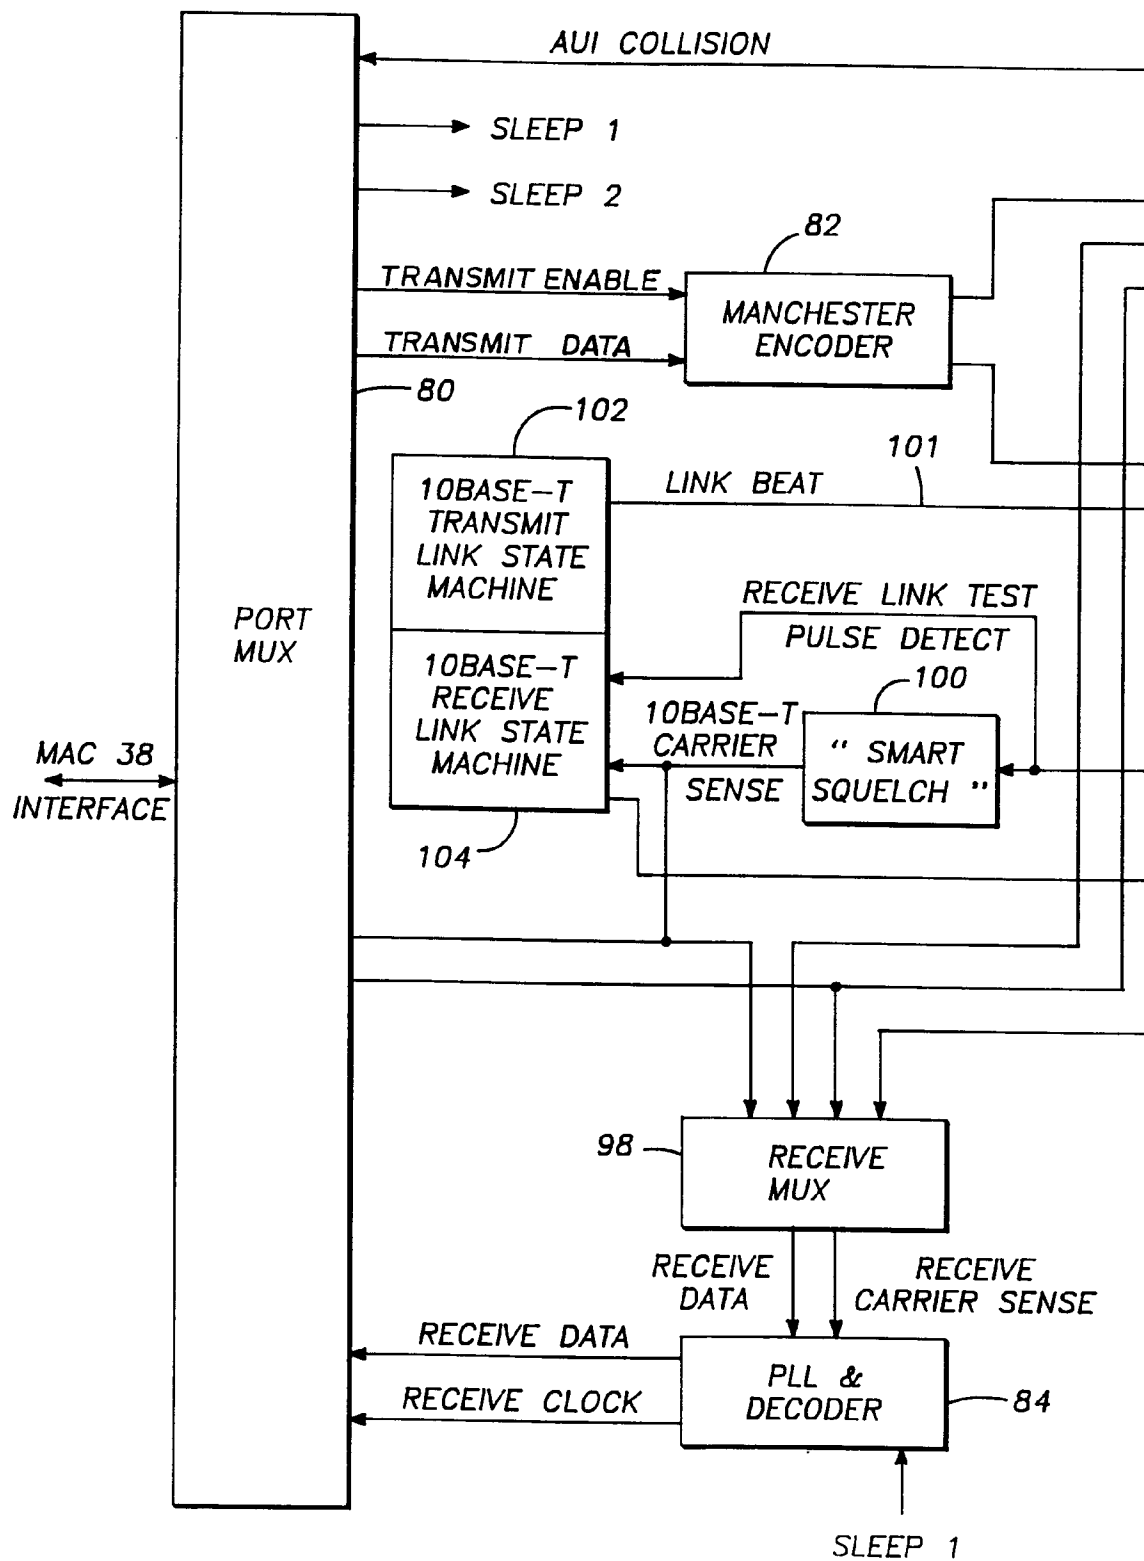 AUI COLLISION
SLEEP 1
SLEEP 2
82
TRANSMIT ENABLE
MANCHESTER
ENCODER
TRANSMIT DATA
80
102
101
LINK BEAT
10BASE-T
TRANSMIT
LINK STATE
MACHINE
RECEIVE LINK TEST
PULSE DETECT
PORT
MUX
10BASE-T
RECEIVE
LINK STATE
MACHINE
100
10BASE-T
CARRIER
SENSE
" SMART
SQUELCH "
MAC 38
INTERFACE
104
98
RECEIVE
MUX
RECEIVE
DATA
RECEIVE
CARRIER SENSE
RECEIVE DATA
PLL &
DECODER
RECEIVE CLOCK
84
SLEEP 1